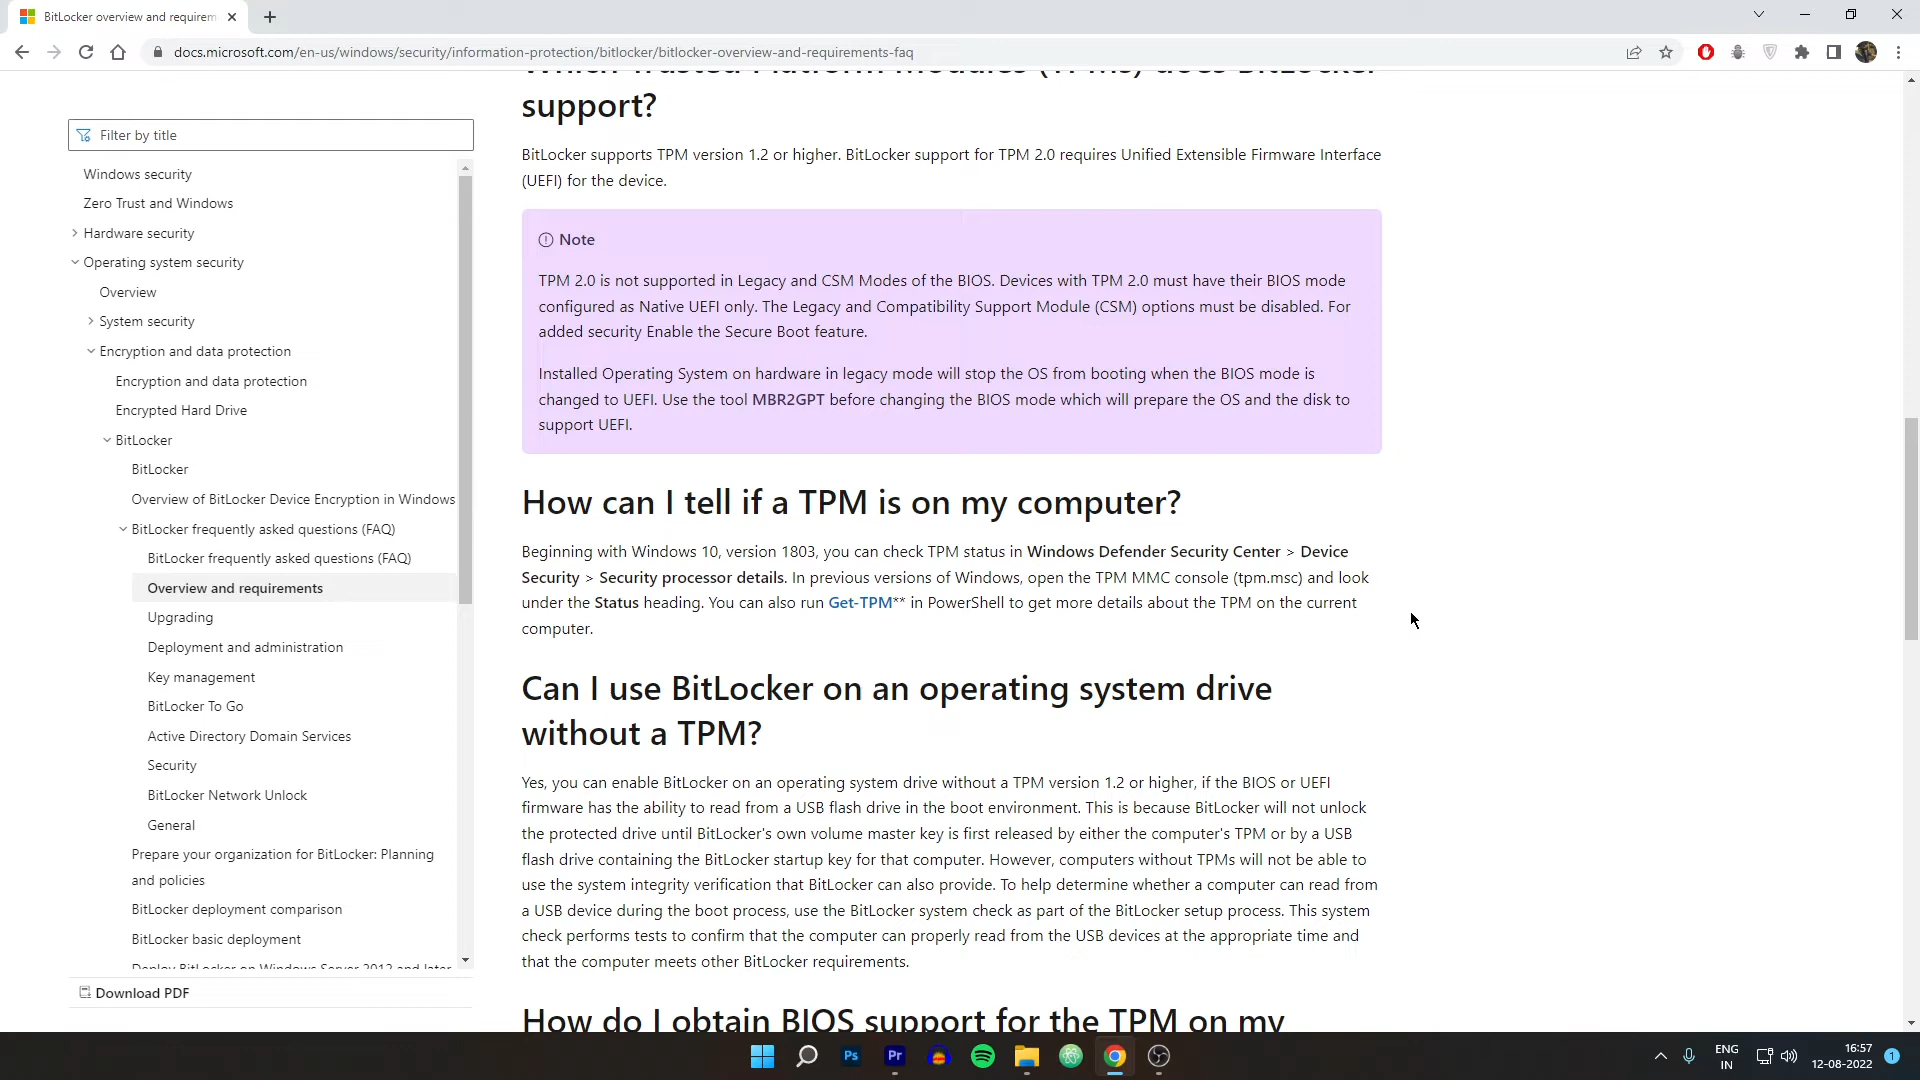 BitLocker overview and requirem
docs.microsoft.com/en-us/windows/security/information-protection/bitlocker/bitlocker-overview-and-requirements-faq
Filter by title
Windows security
Zero Trust and Windows
Hardware security
Operating system security
Overview
System security
Encryption and data protection
Encryption and data protection
Encrypted Hard Drive
BitLocker
BitLocker
Overview of BitLocker Device Encryption in Windows
BitLocker frequently asked questions (FAQ)
BitLocker frequently asked questions (FAQ)
Overview and requirements
Upgrading
Deployment and administration
Key management
BitLocker To Go
Active Directory Domain Services
Security
BitLocker Network Unlock
General
Prepare your organization for BitLocker: Planning
and policies
BitLocker deployment comparison
BitLocker basic deployment
Deploy BitLocker on Windows Server 2012 and later
Download PDF
Which Trusted Platform Modules (TPMs) does BitLocker
support?
BitLocker supports TPM version 1.2 or higher. BitLocker support for TPM 2.0 requires Unified Extensible Firmware Interface
(UEFI) for the device.
Note
TPM 2.0 is not supported in Legacy and CSM Modes of the BIOS. Devices with TPM 2.0 must have their BIOS mode
configured as Native UEFI only. The Legacy and Compatibility Support Module (CSM) options must be disabled. For
added security Enable the Secure Boot feature.
Installed Operating System on hardware in legacy mode will stop the OS from booting when the BIOS mode is
changed to UEFI. Use the tool MBR2GPT before changing the BIOS mode which will prepare the OS and the disk to
support UEFI.
How can I tell if a TPM is on my computer?
Beginning with Windows 10, version 1803, you can check TPM status in Windows Defender Security Center > Device
Security > Security processor details. In previous versions of Windows, open the TPM MMC console (tpm.msc) and look
under the Status heading. You can also run Get-TPM** in PowerShell to get more details about the TPM on the current
computer.
Can I use BitLocker on an operating system drive
without a TPM?
Yes, you can enable BitLocker on an operating system drive without a TPM version 1.2 or higher, if the BIOS or UEFI
firmware has the ability to read from a USB flash drive in the boot environment. This is because BitLocker will not unlock
the protected drive until BitLocker's own volume master key is first released by either the computer's TPM or by a USB
flash drive containing the BitLocker startup key for that computer. However, computers without TPMs will not be able to
use the system integrity verification that BitLocker can also provide. To help determine whether a computer can read from
a USB device during the boot process, use the BitLocker system check as part of the BitLocker setup process. This system
check performs tests to confirm that the computer can properly read from the USB devices at the appropriate time and
that the computer meets other BitLocker requirements.
How do I obtain BIOS support for the TPM on my
Ps
Pr
ENG
IN
16:57
12-08-2022
1